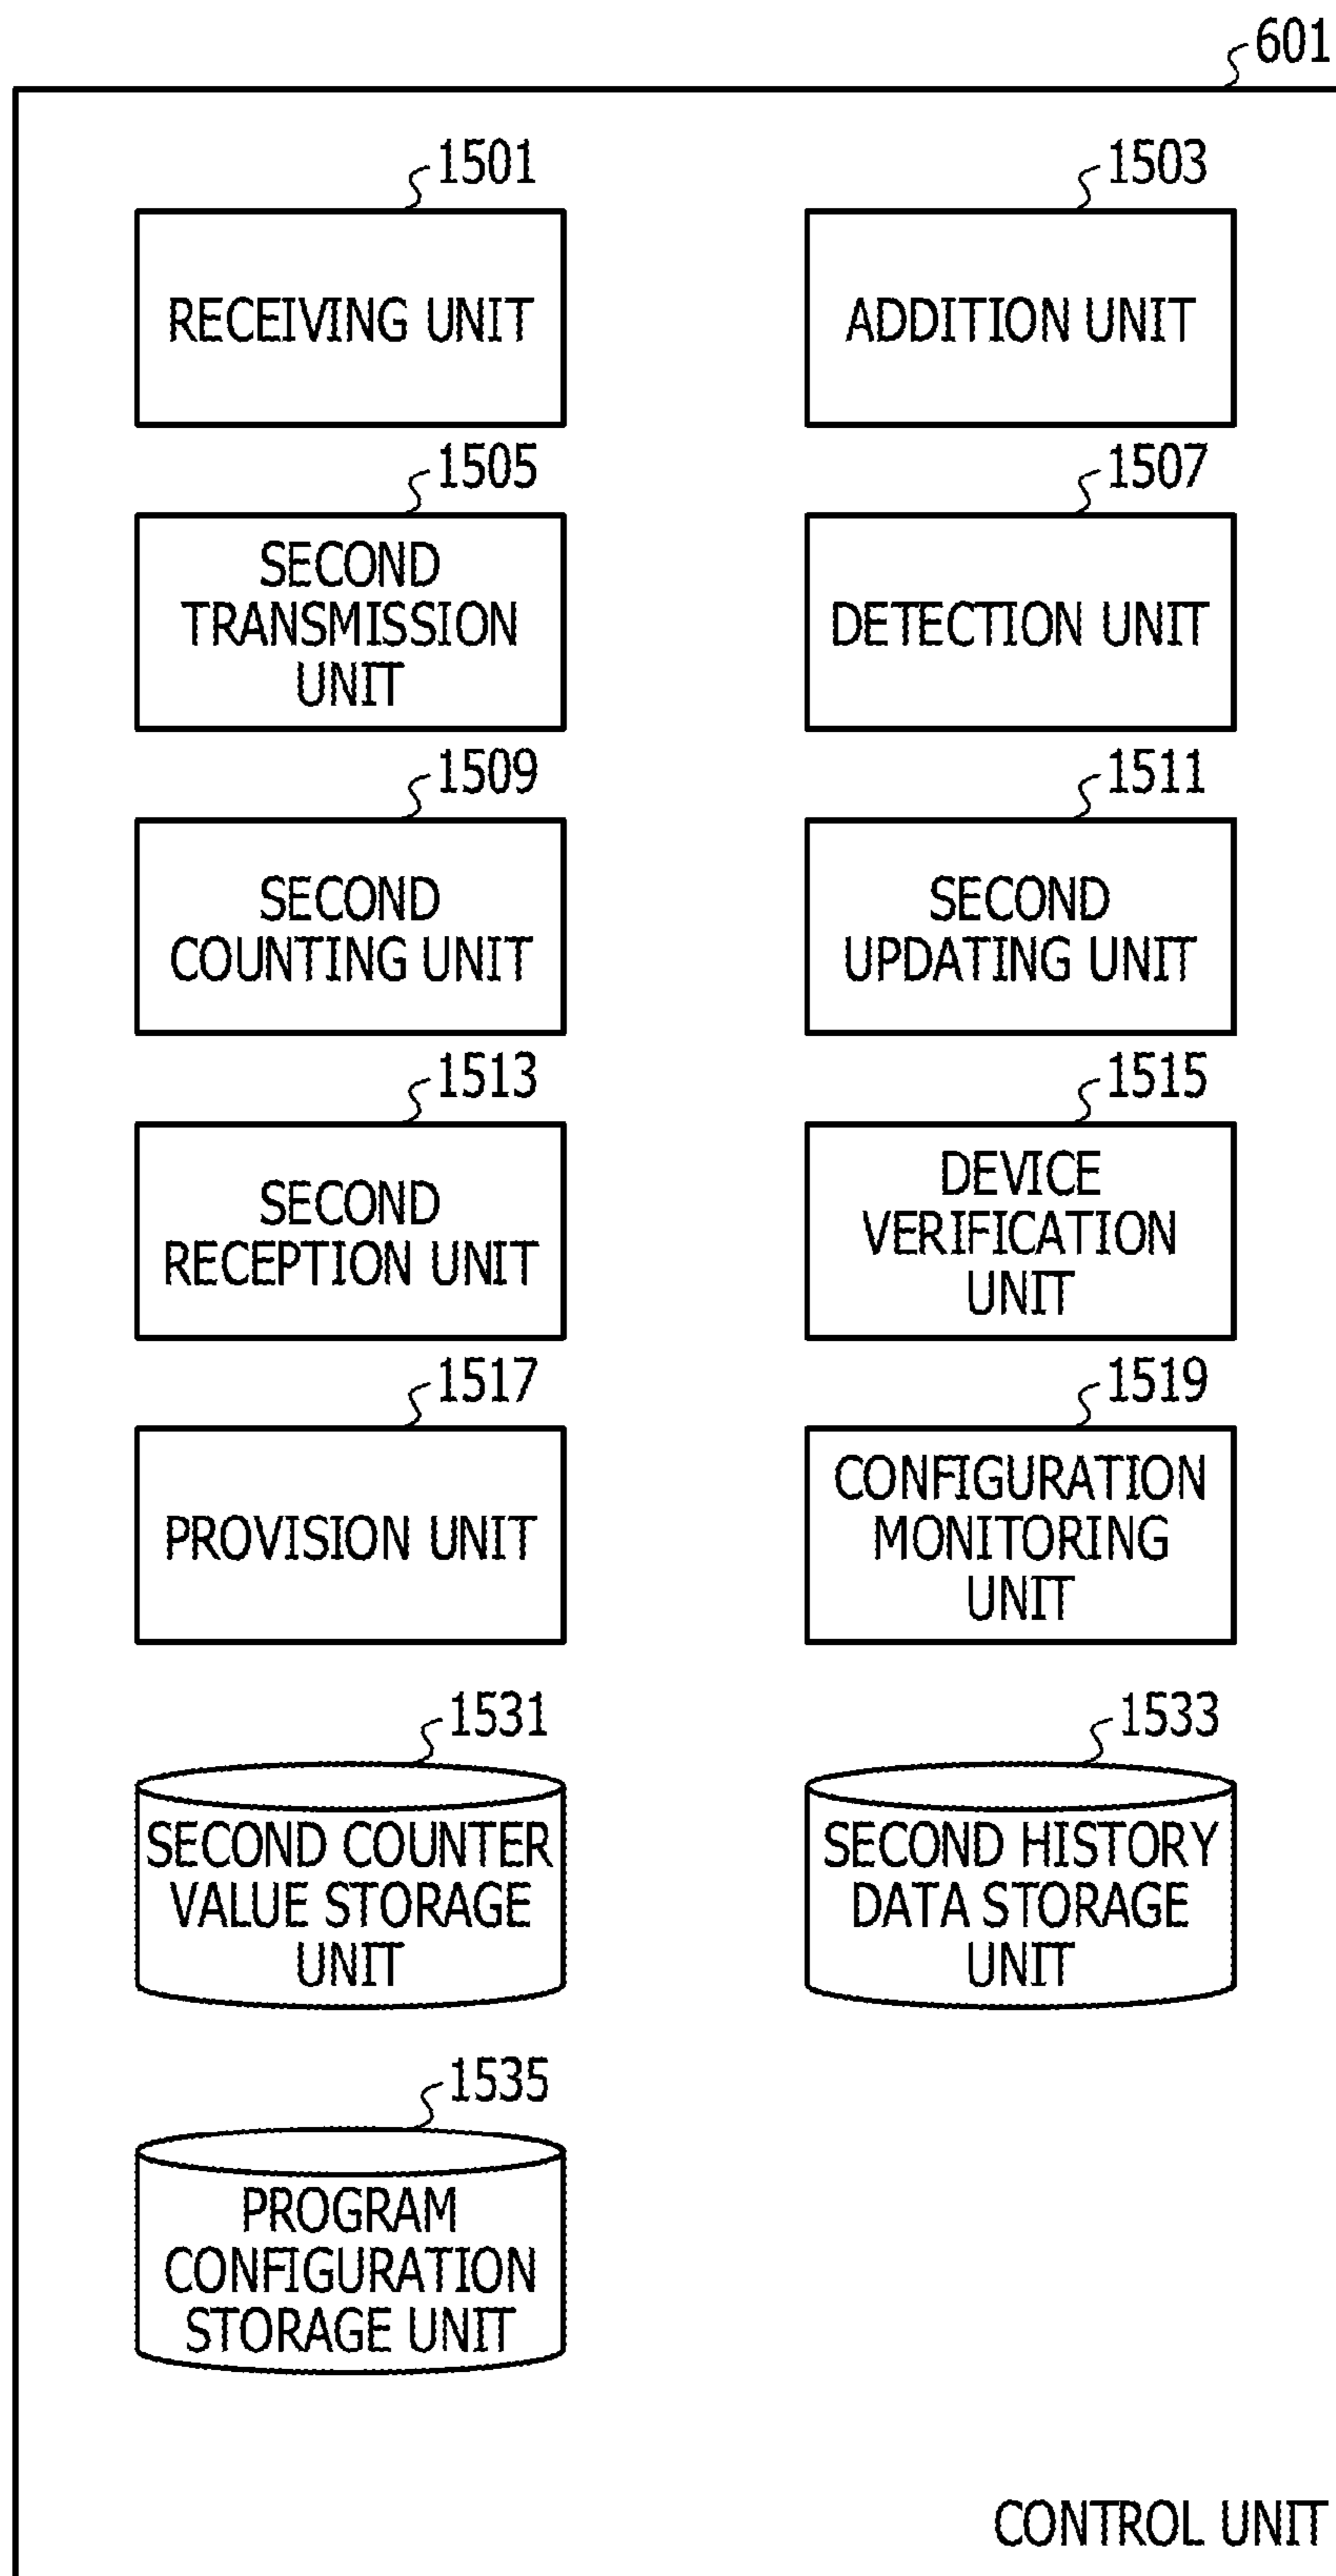 601
1501
RECEIVING UNIT
1503
ADDITION UNIT
1505
SECOND
TRANSMISSION
UNIT
1507
DETECTION UNIT
1509
SECOND
COUNTING UNIT
1511
SECOND
UPDATING UNIT
1513
SECOND
RECEPTION UNIT
1515
DEVICE
VERIFICATION
UNIT
1517
PROVISION UNIT
1519
CONFIGURATION
MONITORING
UNIT
1531
SECOND COUNTER
VALUE STORAGE
UNIT
1533
SECOND HISTORY
DATA STORAGE
UNIT
1535
PROGRAM
CONFIGURATION
STORAGE UNIT
CONTROL UNIT